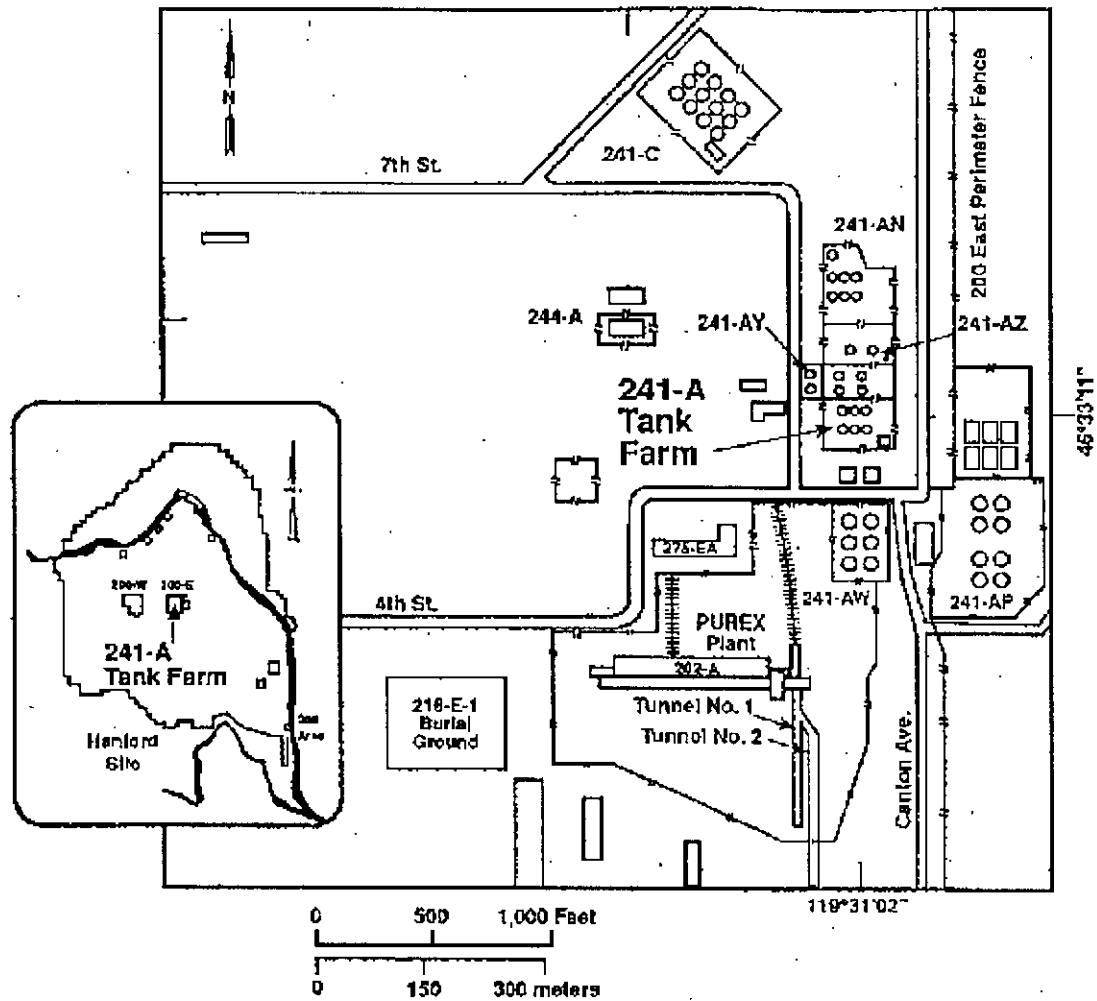 N
7th St.
241-C
200 East Perimeter Fence
241-AN
244-A
241-AY
241-AZ
241-A
Tank
Farm
46°33'11"
200-W
200-E
241-A
Tank Farm
Hanford
Site
4th St.
275-EA
241-AW
241-AP
PUREX
Plant
202-A
218-E-1
Burial
Ground
Tunnel No. 1
Tunnel No. 2
Canton Ave.
119°31'02"
0 500 1,000 Feet
0 150 300 meters